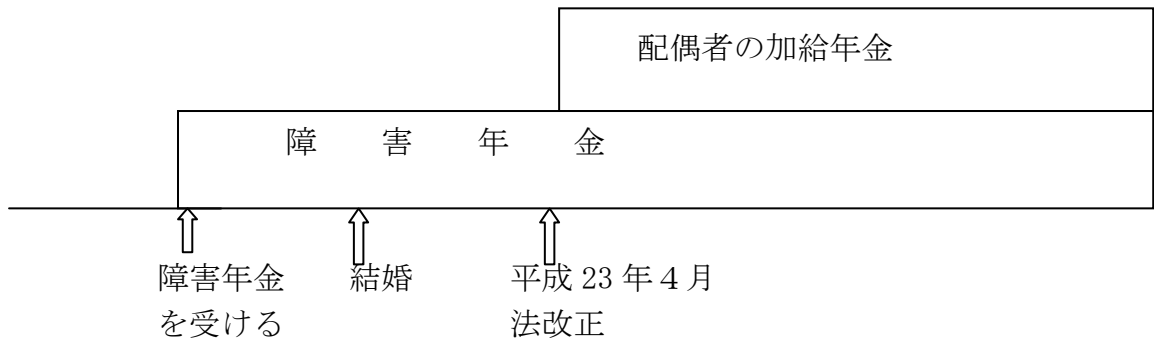 配偶者の加給年金
障　害　年　金
障害年金
を受ける
結婚
平成 23 年４月
法改正